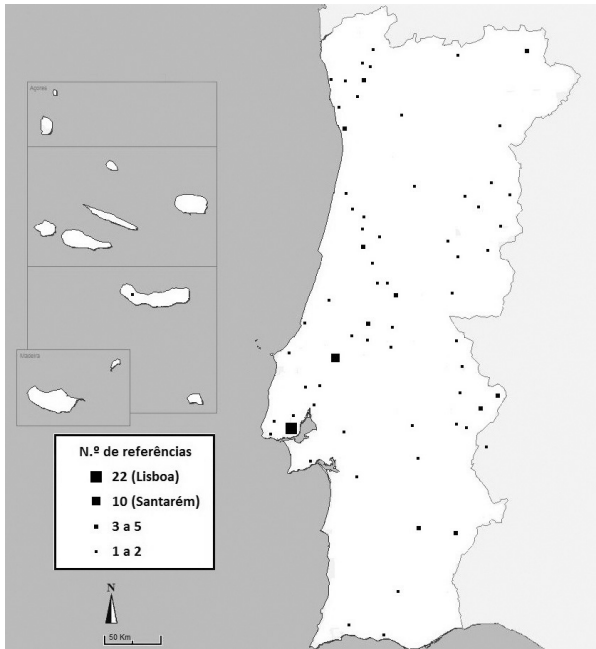 Açores
Madeira
N.º de referências
22 (Lisboa)
10 (Santarém)
3 a 5
1 a 2
N
50 Km